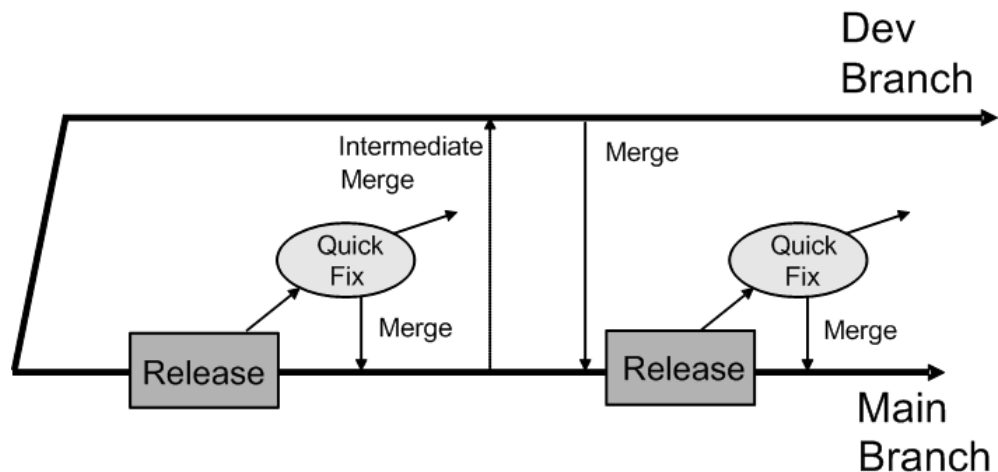 Dev
Branch
Intermediate
Merge
Merge
Quick
Fix
Quick
Fix
Merge
Merge
Release
Release
Main
Branch